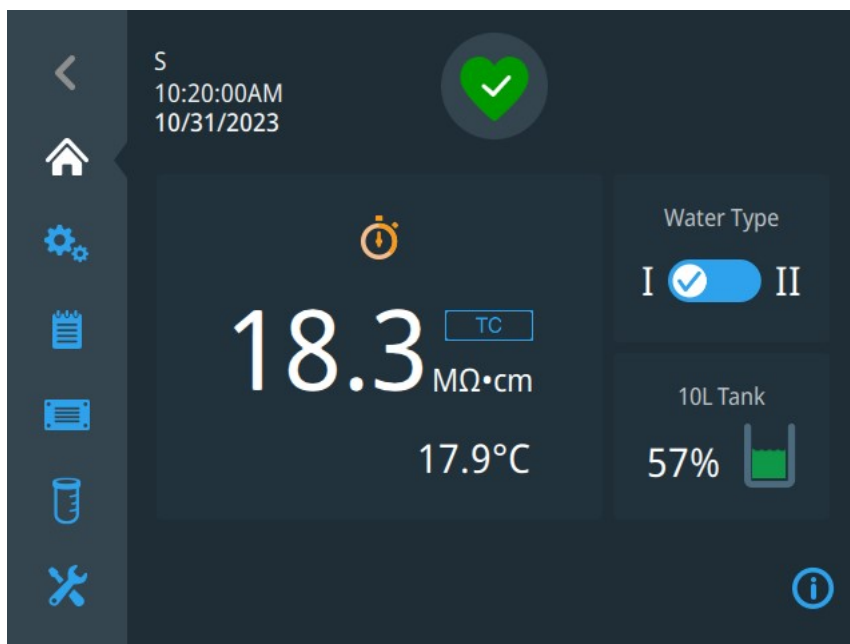 S
10:20:00AM
10/31/2023
Water Type
I II
18.3 TC
MΩ•cm
17.9°C
10L Tank
57%